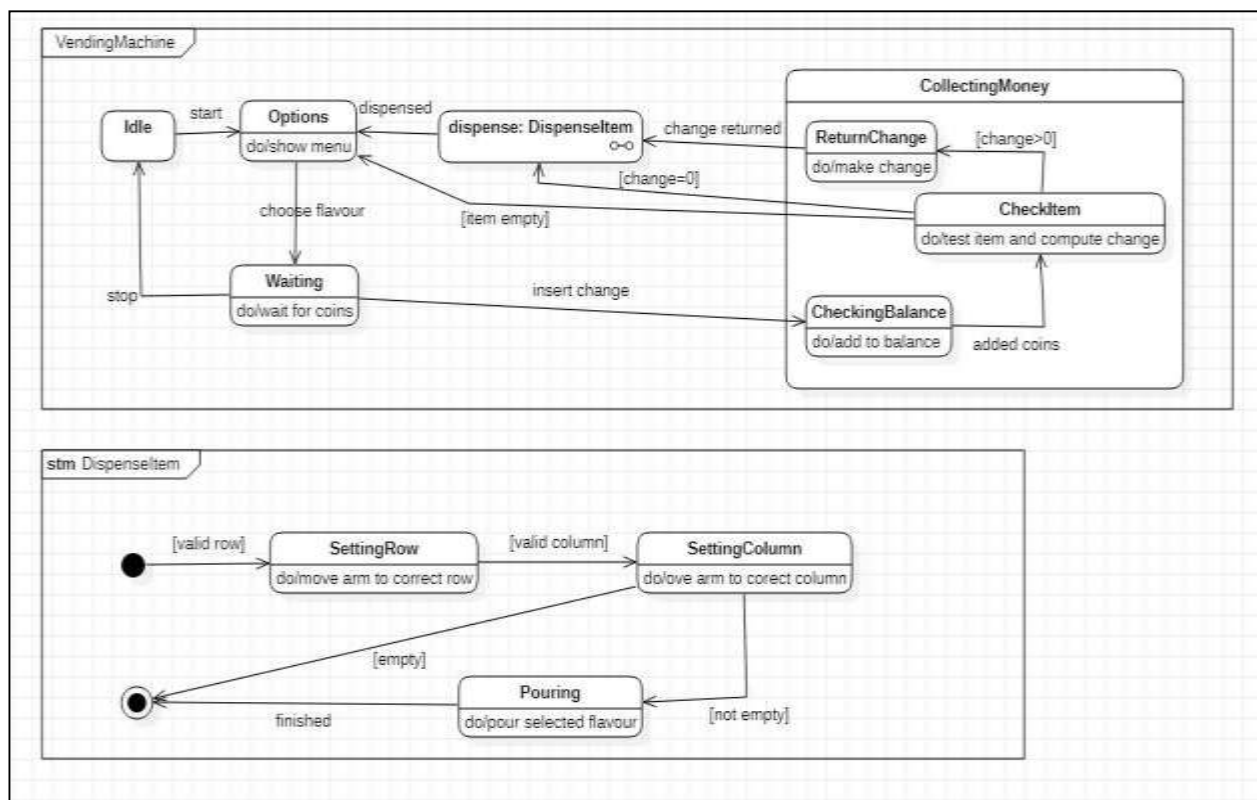 VendingMachine
CollectingMoney
Idle
start
Options
do/show menu
dispensed
dispense: DispenseItem
change returned
ReturnChange
do/make change
[change>0]
[change=0]
choose flavour
[item empty]
CheckItem
do/test item and compute change
stop
Waiting
do/wait for coins
insert change
CheckingBalance
do/add to balance
added coins
stm DispenseItem
[valid row]
SettingRow
do/move arm to correct row
[valid column]
SettingColumn
do/ove arm to corect column
[empty]
[not empty]
Pouring
do/pour selected flavour
finished